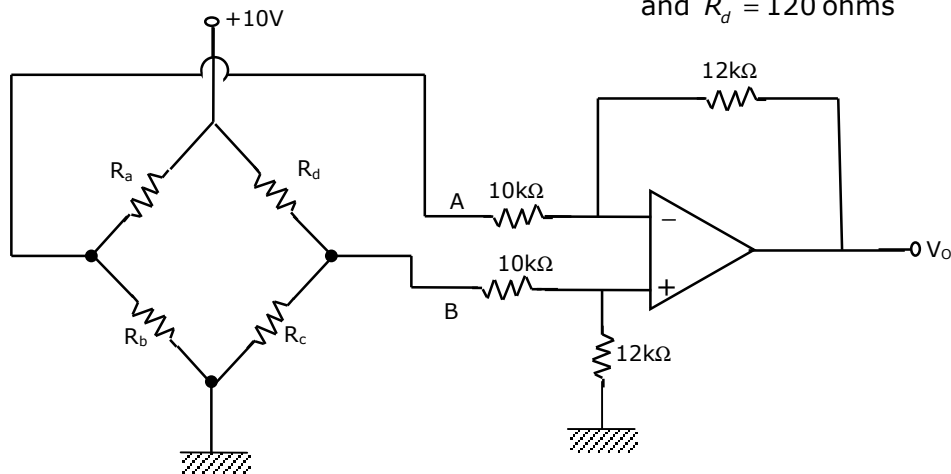 and R_d = 120 ohms
+10V
12kΩ
R_a
R_d
A
10kΩ
−
V_O
10kΩ
+
B
R_b
R_c
12kΩ